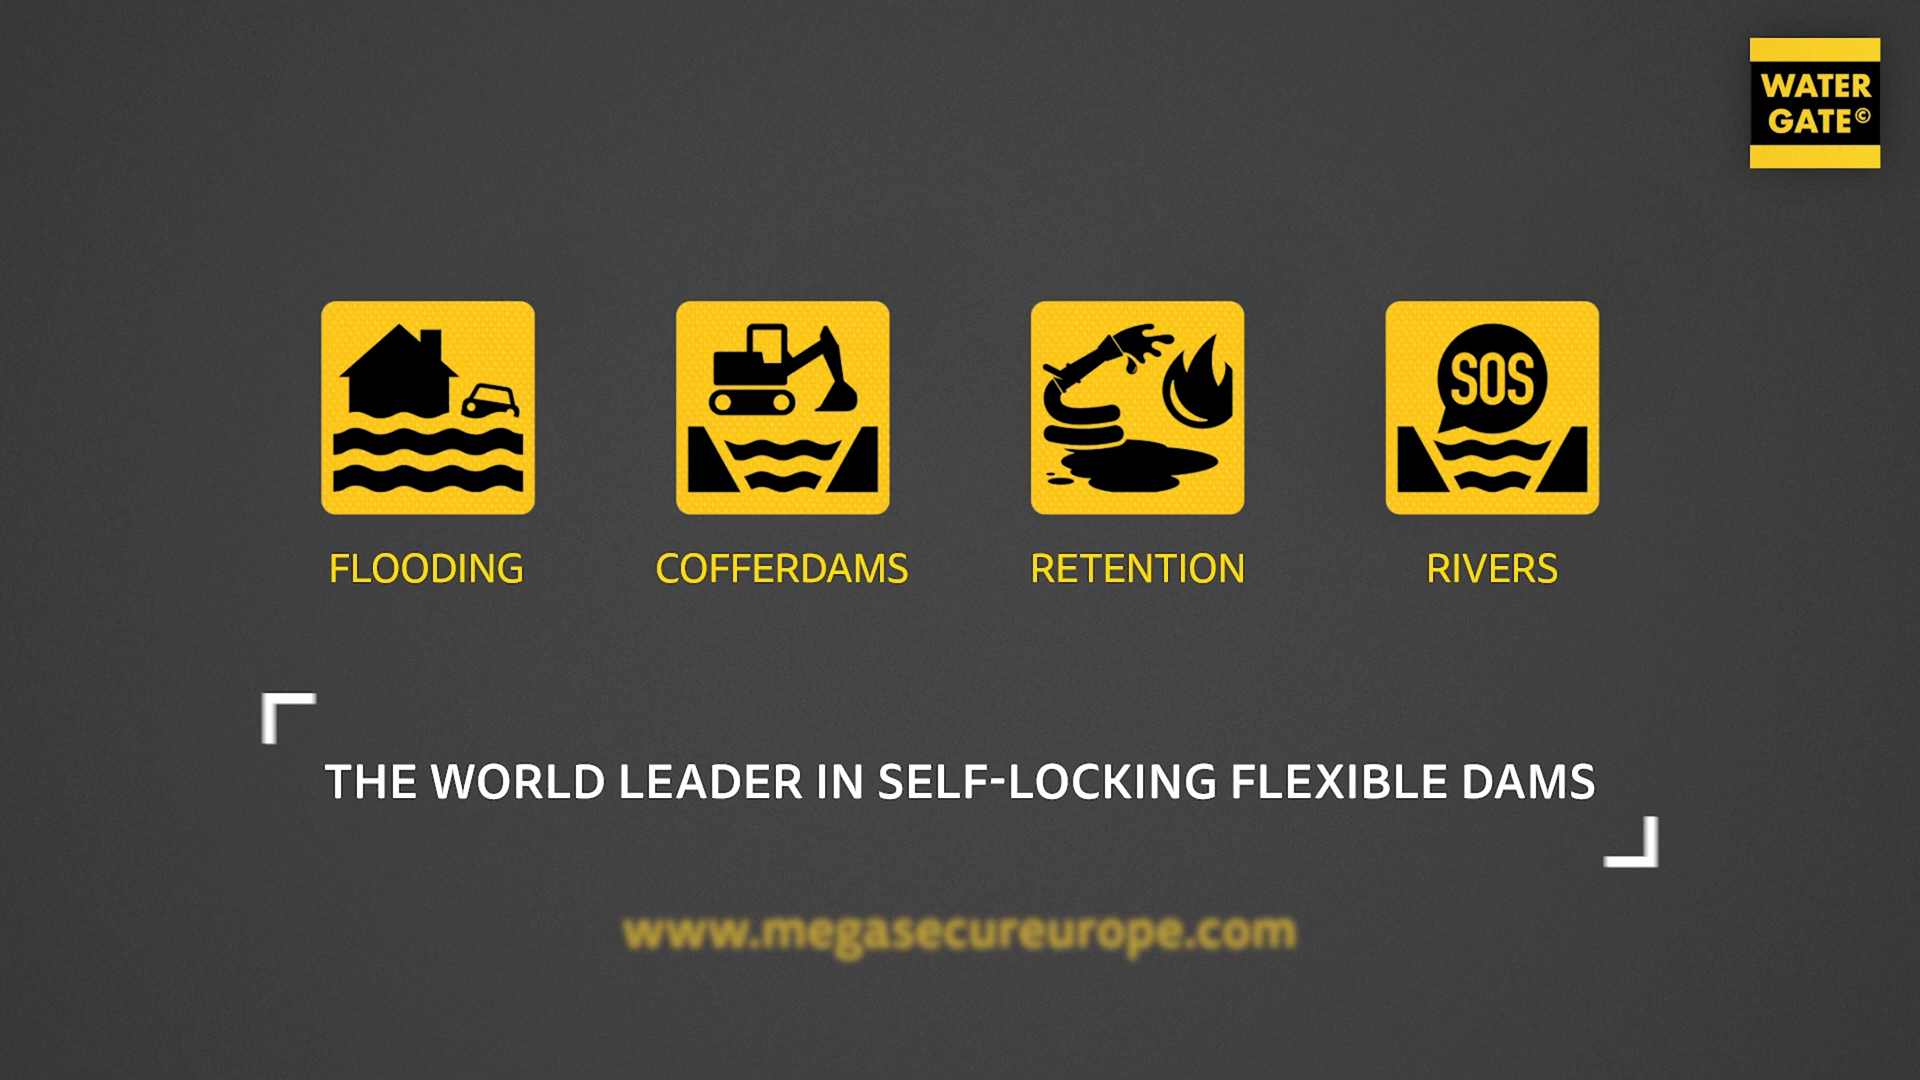 WATER
GATE©
SOS
FLOODING
COFFERDAMS
RETENTION
RIVERS
THE WORLD LEADER IN SELF-LOCKING FLEXIBLE DAMS
www.megasecureurope.com